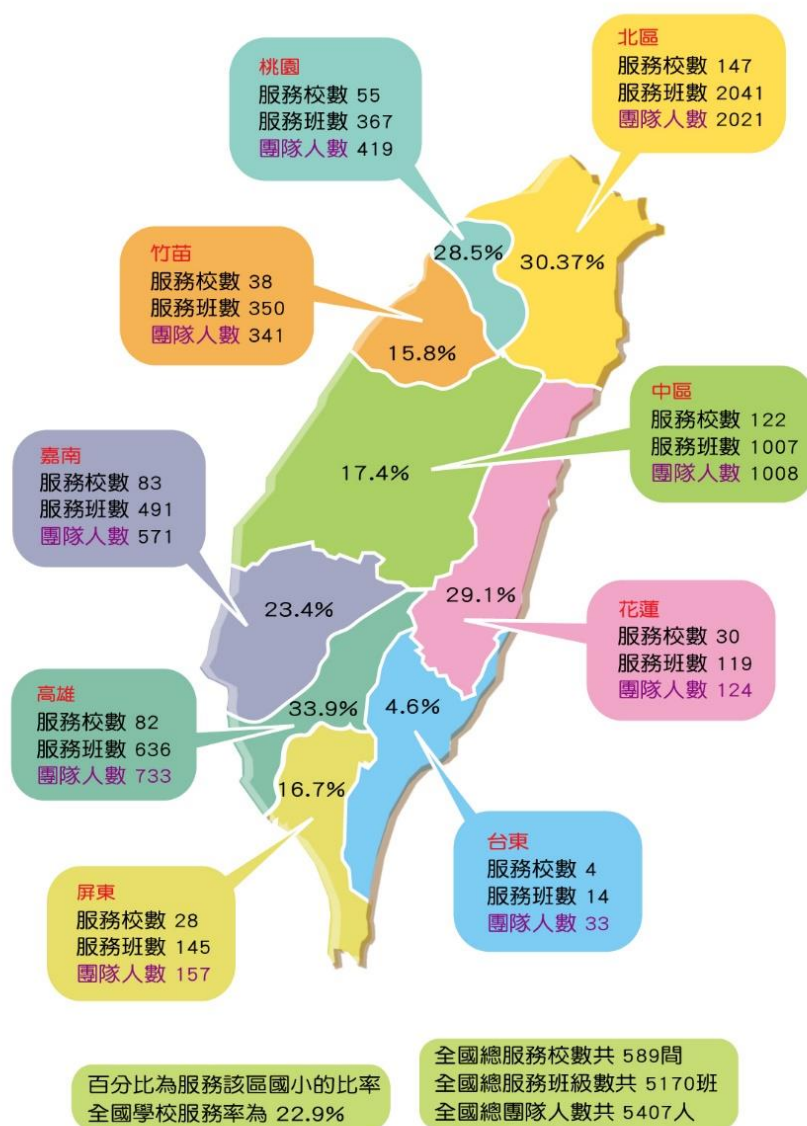 北區
服務校數 147
服務班數 2041
團隊人數 2021
桃園
服務校數 55
服務班數 367
團隊人數 419
28.5%
30.37%
竹苗
服務校數 38
服務班數 350
團隊人數 341
15.8%
中區
服務校數 122
服務班數 1007
團隊人數 1008
17.4%
嘉南
服務校數 83
服務班數 491
團隊人數 571
23.4%
29.1%
花蓮
服務校數 30
服務班數 119
團隊人數 124
高雄
服務校數 82
服務班數 636
團隊人數 733
33.9%
4.6%
16.7%
台東
服務校數 4
服務班數 14
團隊人數 33
屏東
服務校數 28
服務班數 145
團隊人數 157
百分比為服務該區國小的比率
全國學校服務率為 22.9%
全國總服務校數共 589間
全國總服務班級數共 5170班
全國總團隊人數共 5407人